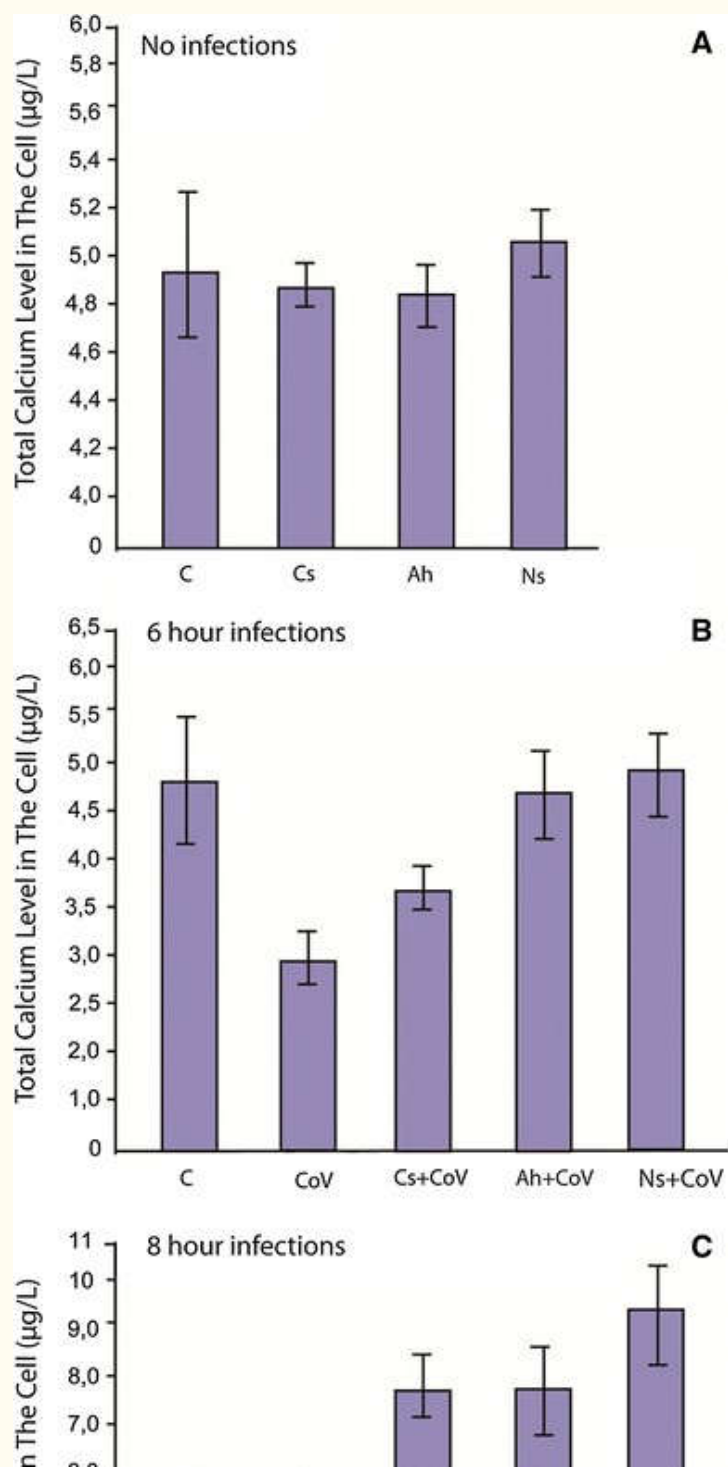 No infections
A
Total Calcium Level in The Cell (µg/L)
6,0
5,8
5,6
5,4
5,2
5,0
4,8
4,6
4,4
4,2
4,0
0
C Cs Ah Ns
6 hour infections
B
Total Calcium Level in The Cell (µg/L)
6,5
6,0
5,5
5,0
4,5
4,0
3,5
3,0
2,5
2,0
1,0
0
C CoV Cs+CoV Ah+CoV Ns+CoV
8 hour infections
C
The Cell (µg/L)
11
10
9,0
8,0
7,0